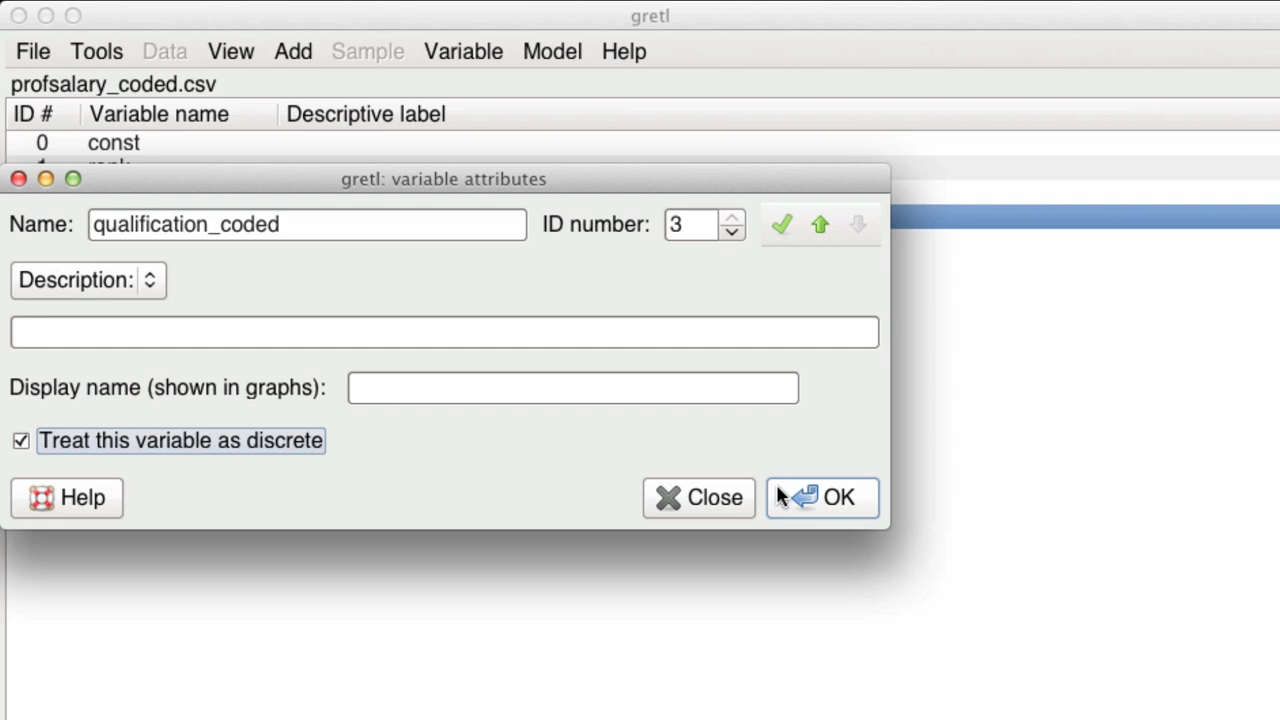 gretl
File Tools Data View Add Sample Variable Model Help
profsalary_coded.csv
ID # Variable name Descriptive label
0 const
gretl: variable attributes
Name: qualification_coded ID number: 3
Description:
Display name (shown in graphs):
Treat this variable as discrete
Help Close OK